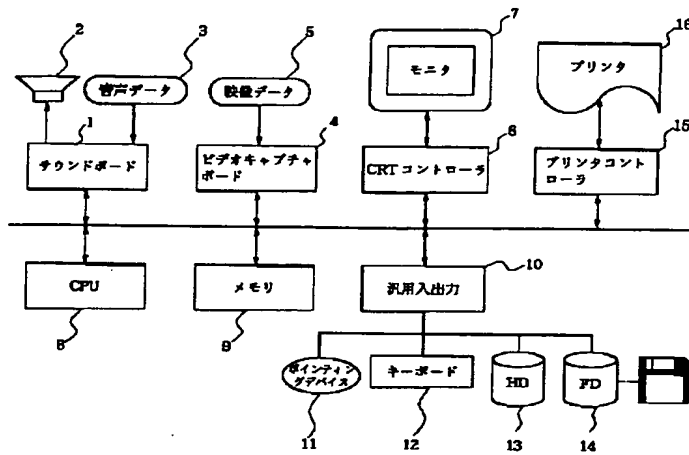 2
3
5
7
16
音声データ
映像データ
モニタ
プリンタ
1
4
6
15
サウンドボード
ビデオキャプチャ
ボード
CRTコントローラ
プリンタコント
ローラ
10
CPU
メモリ
汎用入出力
8
9
ポインティン
グデバイス
キーボード
HD
FD
11
12
13
14